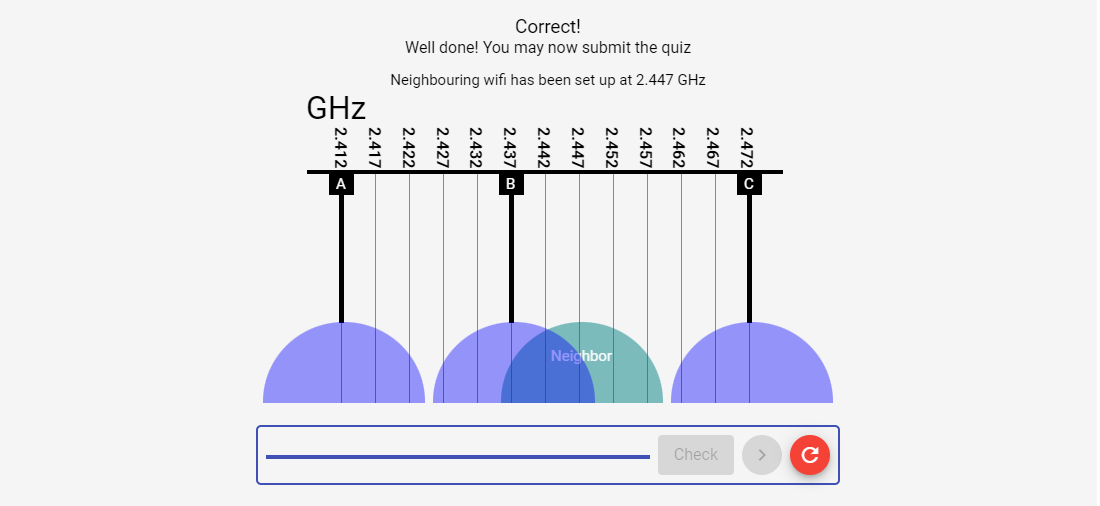 Correct!
Well done! You may now submit the quiz
Neighbouring wifi has been set up at 2.447 GHz
GHz
2.412
2.417
2.422
2.427
2.432
2.437
2.442
2.447
2.452
2.457
2.462
2.467
2.472
A
B
C
Neighbor
Check